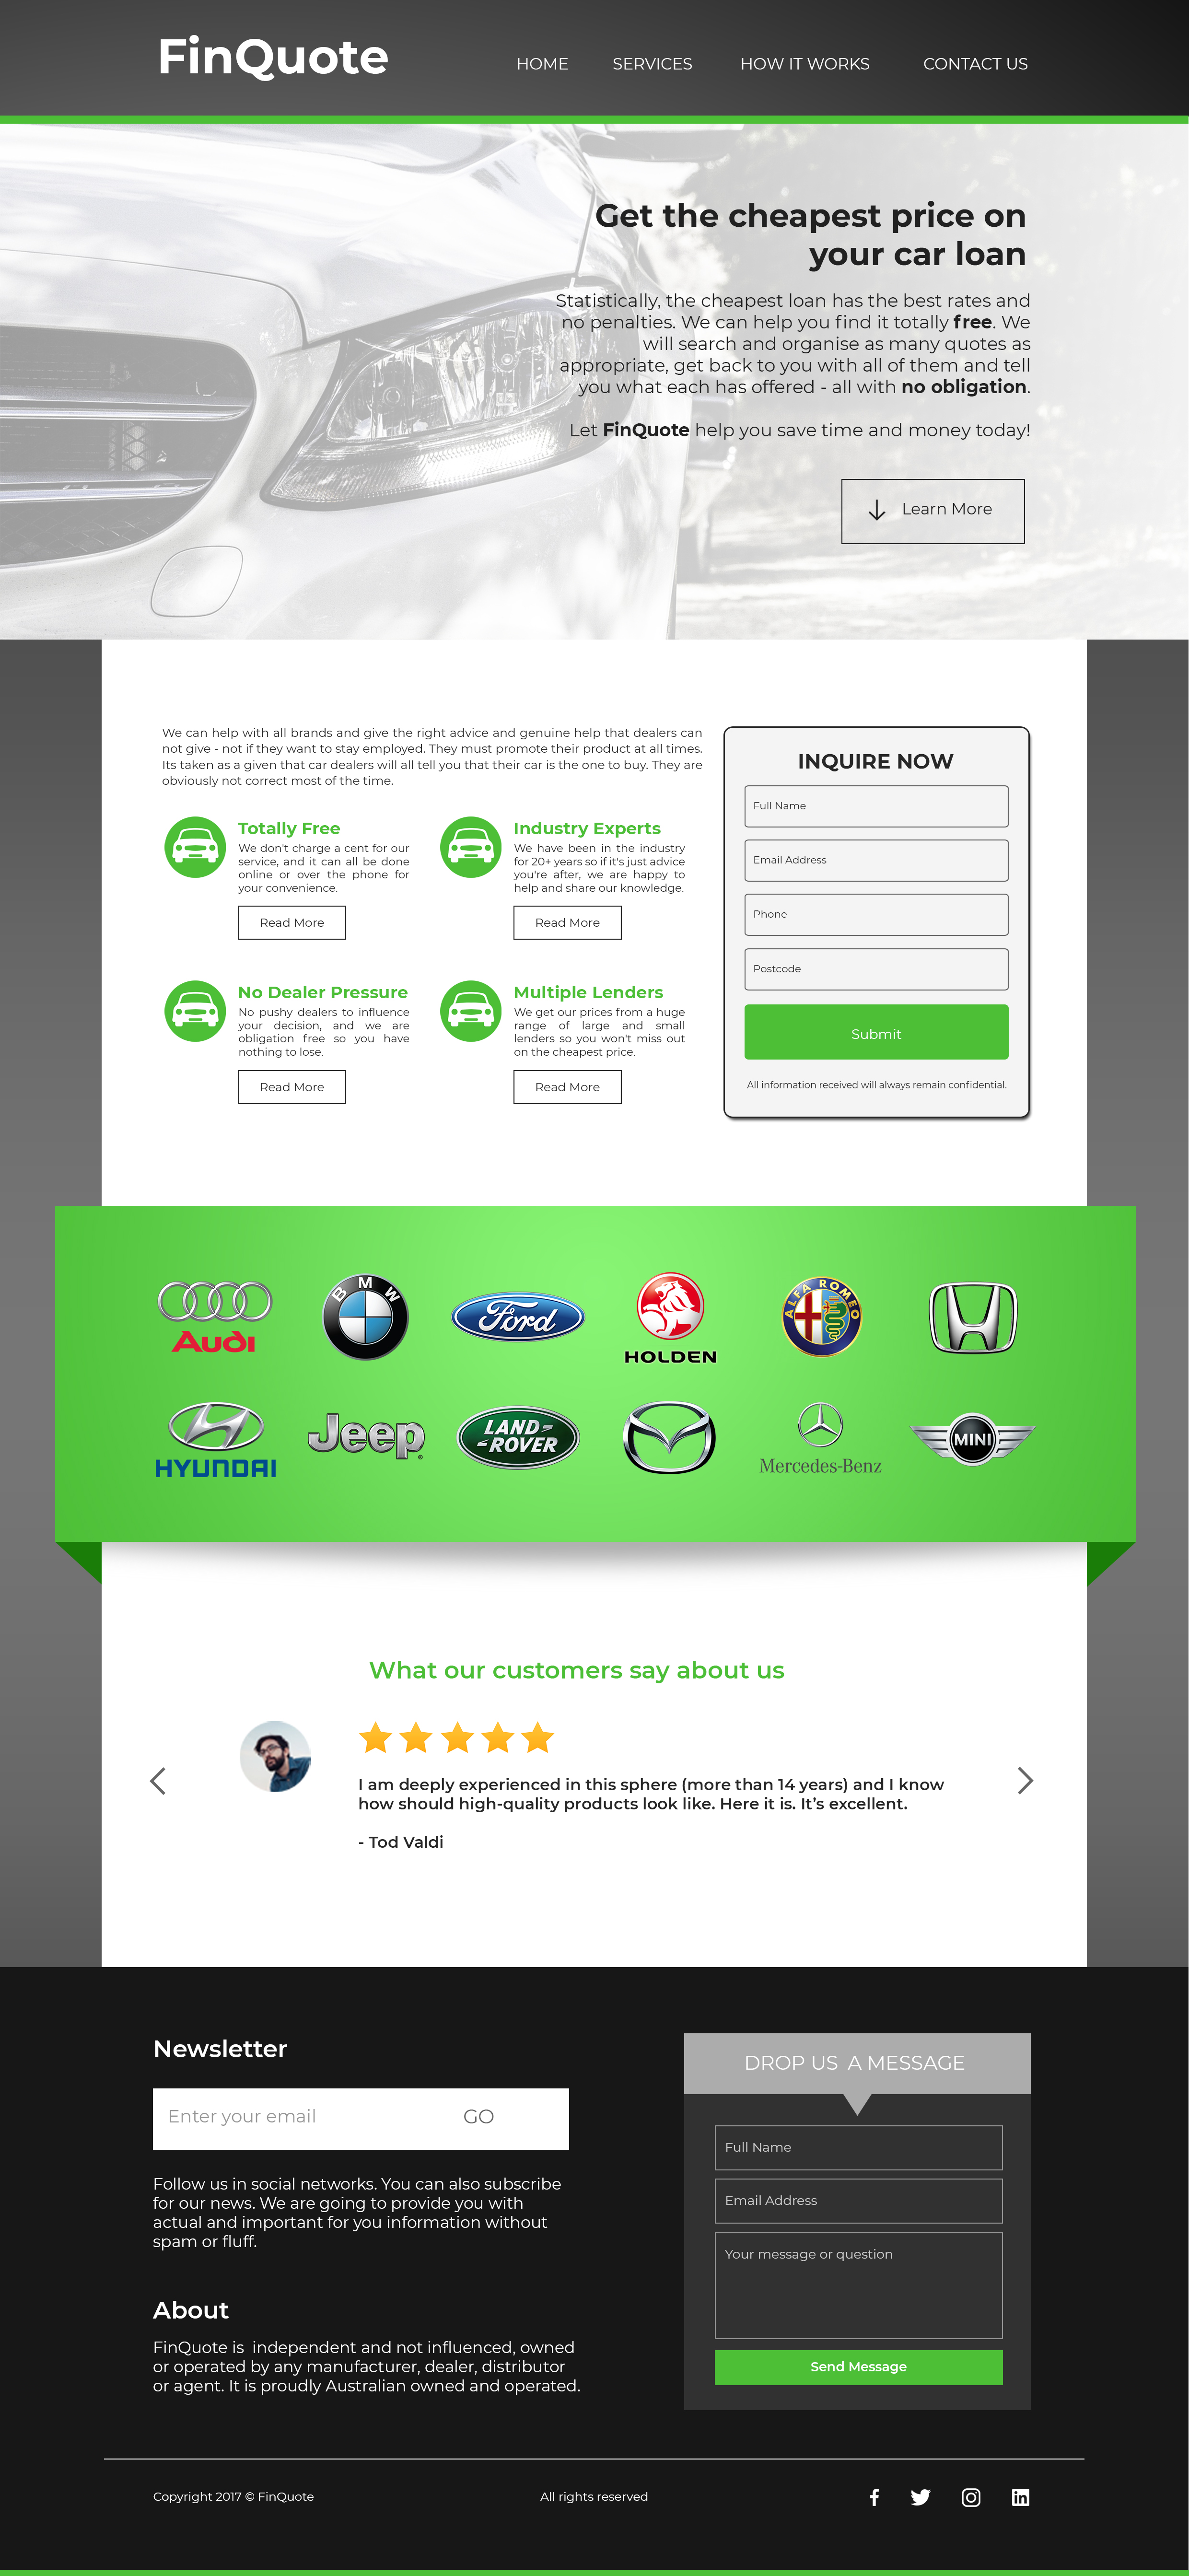 FinQuote
HOME SERVICES HOW IT WORKS CONTACT US
Get the cheapest price on
your car loan
Statistically, the cheapest loan has the best rates and
no penalties. We can help you find it totally free. We
will search and organise as many quotes as
appropriate, get back to you with all of them and tell
you what each has offered - all with no obligation.
Let FinQuote help you save time and money today!
Learn More
We can help with all brands and give the right advice and genuine help that dealers can
not give - not if they want to stay employed. They must promote their product at all times.
Its taken as a given that car dealers will all tell you that their car is the one to buy. They are
obviously not correct most of the time.
Totally Free
We don't charge a cent for our
service, and it can all be done
online or over the phone for
your convenience.
Read More
Industry Experts
We have been in the industry
for 20+ years so if it's just advice
you're after, we are happy to
help and share our knowledge.
Read More
No Dealer Pressure
No pushy dealers to influence
your decision, and we are
obligation free so you have
nothing to lose.
Read More
Multiple Lenders
We get our prices from a huge
range of large and small
lenders so you won't miss out
on the cheapest price.
Read More
INQUIRE NOW
Full Name
Email Address
Phone
Postcode
Submit
All information received will always remain confidential.
Audi
BMW
Ford
HOLDEN
ALFA ROMEO
HYUNDAI
Jeep
LAND-
-ROVER
Mercedes-Benz
MINI
What our customers say about us
I am deeply experienced in this sphere (more than 14 years) and I know
how should high-quality products look like. Here it is. It’s excellent.
- Tod Valdi
Newsletter
Enter your email GO
Follow us in social networks. You can also subscribe
for our news. We are going to provide you with
actual and important for you information without
spam or fluff.
About
FinQuote is independent and not influenced, owned
or operated by any manufacturer, dealer, distributor
or agent. It is proudly Australian owned and operated.
DROP US A MESSAGE
Full Name
Email Address
Your message or question
Send Message
Copyright 2017 © FinQuote
All rights reserved